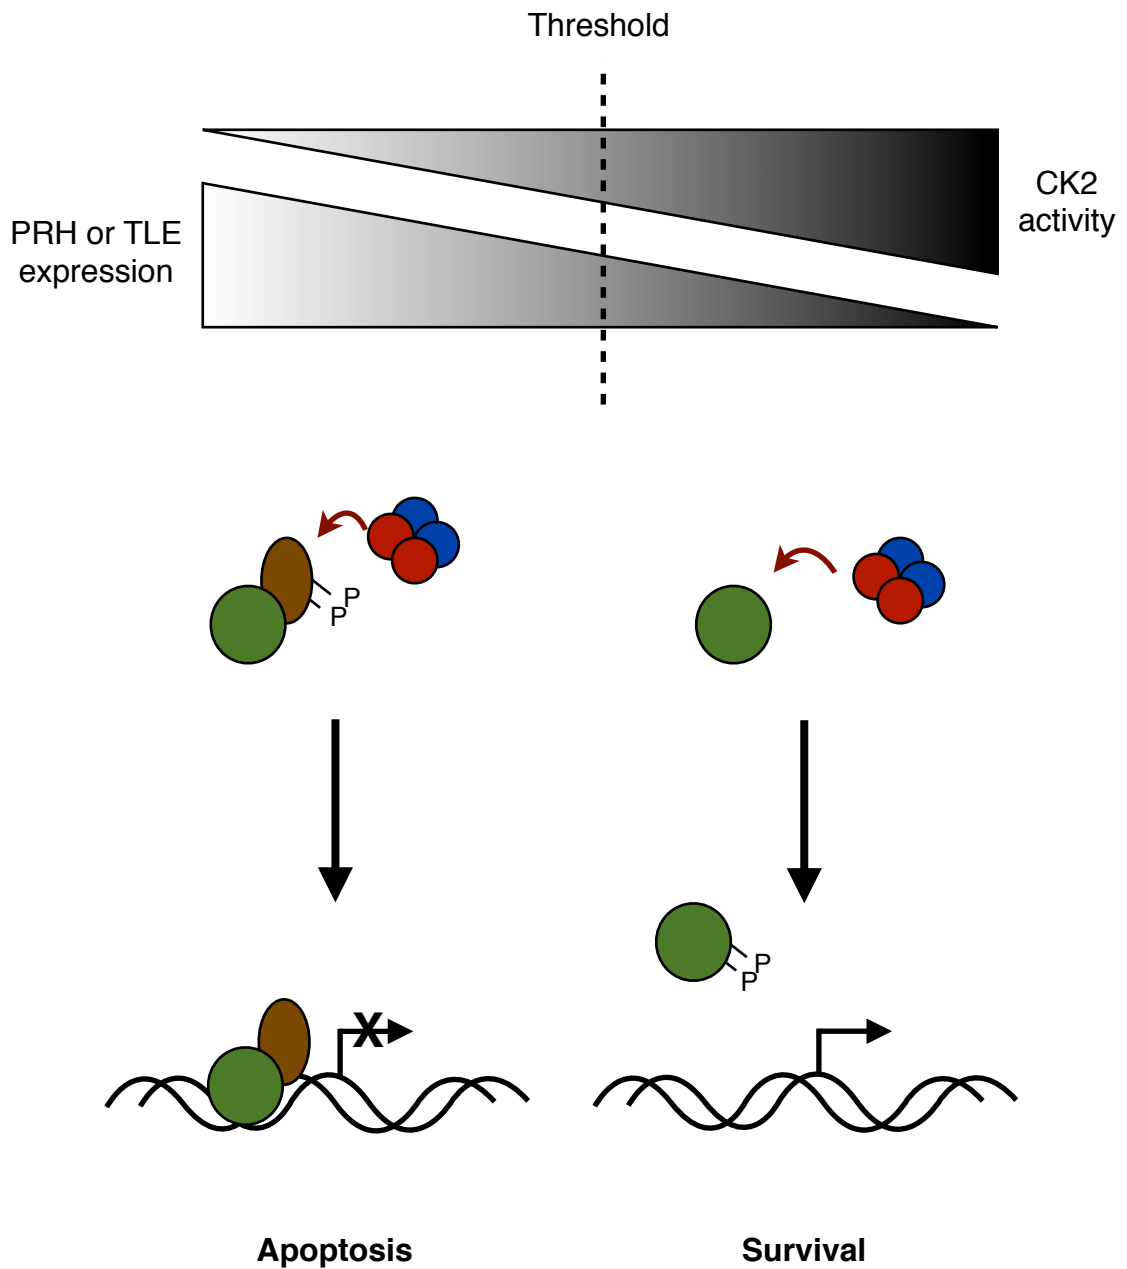 Threshold
CK2
activity
PRH or TLE
expression
P
P
P
P
X
Apoptosis
Survival